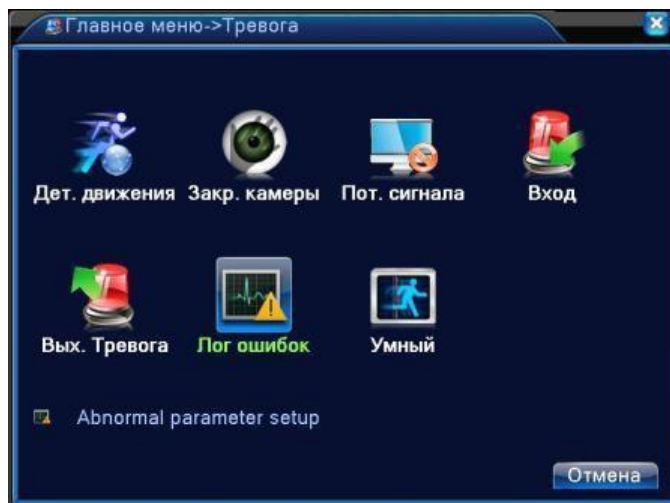 Главное меню->Тревога
Дет. движения Закр. камеры Пот. сигнала Вход
Вых. Тревога Лог ошибок Умный
Abnormal parameter setup
Отмена